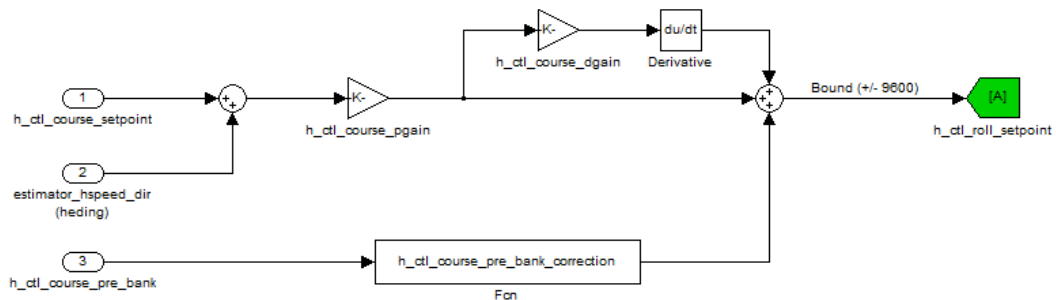 -K-
h_ctl_course_dgain
du/dt
Derivative
1
h_ctl_course_setpoint
+
+
-K-
h_ctl_course_pgain
+
+
+
Bound (+/- 9600)
[A]
h_ctl_roll_setpoint
2
estimator_hspeed_dir
(heding)
3
h_ctl_course_pre_bank
h_ctl_course_pre_bank_correction
Fcn